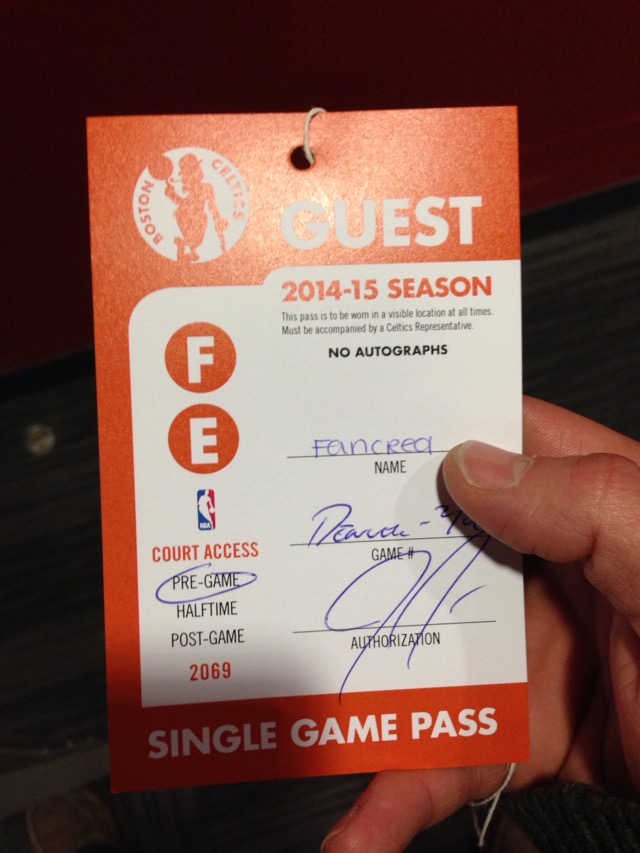 BOSTON CELTICS
GUEST
2014-15 SEASON
This pass is to be worn in a visible location at all times.
Must be accompanied by a Celtics Representative.
NO AUTOGRAPHS
F
E
Fancred
NAME
NBA
GAME #
COURT ACCESS
PRE-GAME
HALFTIME
POST-GAME
AUTHORIZATION
2069
SINGLE GAME PASS